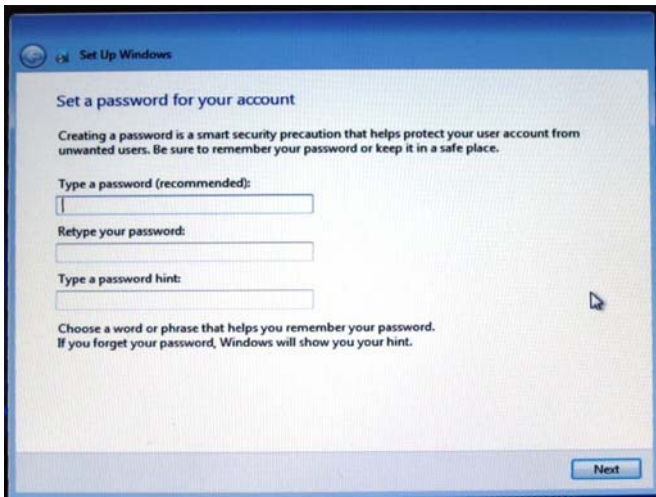 Set Up Windows
Set a password for your account
Creating a password is a smart security precaution that helps protect your user account from
unwanted users. Be sure to remember your password or keep it in a safe place.
Type a password (recommended):
Retype your password:
Type a password hint:
Choose a word or phrase that helps you remember your password.
If you forget your password, Windows will show you your hint.
Next